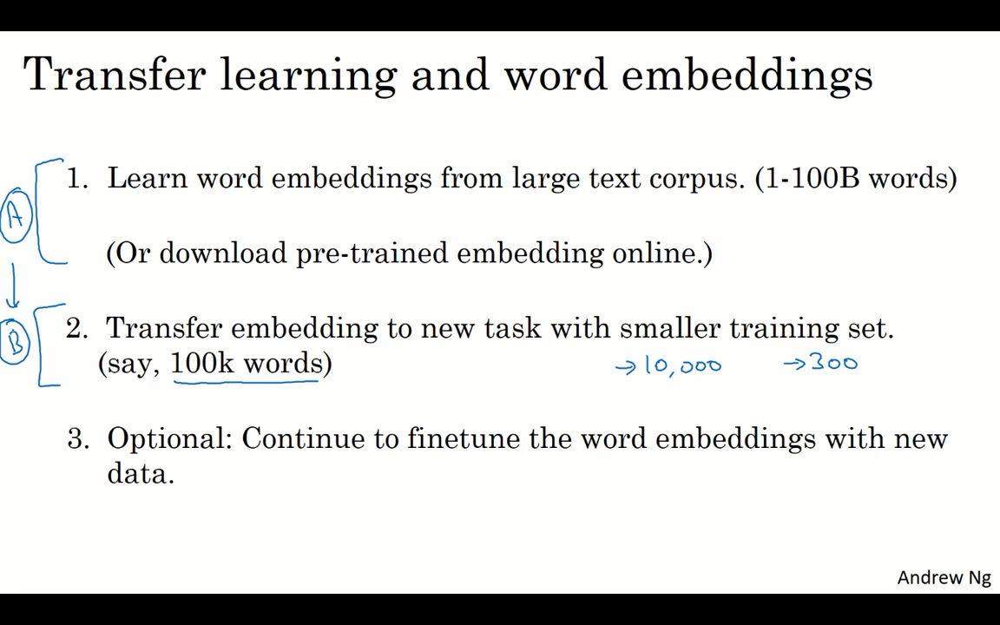 Transfer learning and word embeddings
A
1. Learn word embeddings from large text corpus. (1-100B words)
(Or download pre-trained embedding online.)
B
2. Transfer embedding to new task with smaller training set.
(say, 100k words) → 10,000 → 300
3. Optional: Continue to finetune the word embeddings with new
data.
Andrew Ng